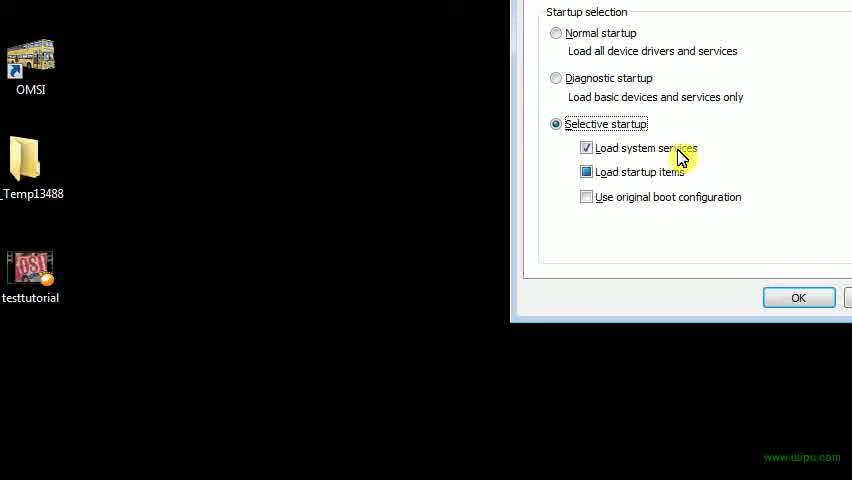 Startup selection
Normal startup
Load all device drivers and services
Diagnostic startup
Load basic devices and services only
Selective startup
Load system services
Load startup items
Use original boot configuration
OK
OMSI
_Temp13488
testtutorial
www.utipu.com